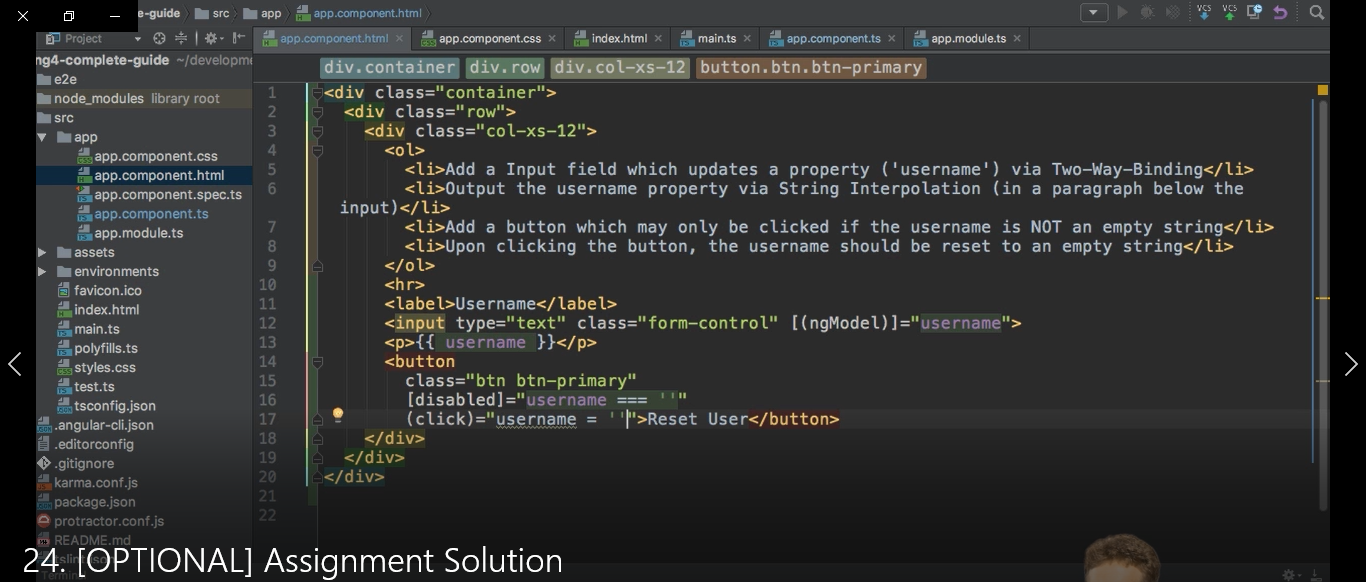 e-guide src app app.component.html
Project
app.component.html app.component.css index.html main.ts app.component.ts app.module.ts
ng4-complete-guide ~/developme
e2e
node_modules library root
src
app
app.component.css
app.component.html
app.component.spec.ts
app.component.ts
app.module.ts
assets
environments
favicon.ico
index.html
main.ts
polyfills.ts
styles.css
test.ts
tsconfig.json
.angular-cli.json
.editorconfig
.gitignore
karma.conf.js
package.json
protractor.conf.js
README.md
tslint.json
div.container div.row div.col-xs-12 button.btn.btn-primary
1 <div class="container">
2 <div class="row">
3 <div class="col-xs-12">
4 <ol>
5 <li>Add a Input field which updates a property ('username') via Two-Way-Binding</li>
6 <li>Output the username property via String Interpolation (in a paragraph below the
input)</li>
7 <li>Add a button which may only be clicked if the username is NOT an empty string</li>
8 <li>Upon clicking the button, the username should be reset to an empty string</li>
9 </ol>
10 <hr>
11 <label>Username</label>
12 <input type="text" class="form-control" [(ngModel)]="username">
13 <p>{{ username }}</p>
14 <button
15 class="btn btn-primary"
16 [disabled]="username === ''"
17 (click)="username = ''">Reset User</button>
18 </div>
19 </div>
20 </div>
21
22
VCS VCS
24. [OPTIONAL] Assignment Solution